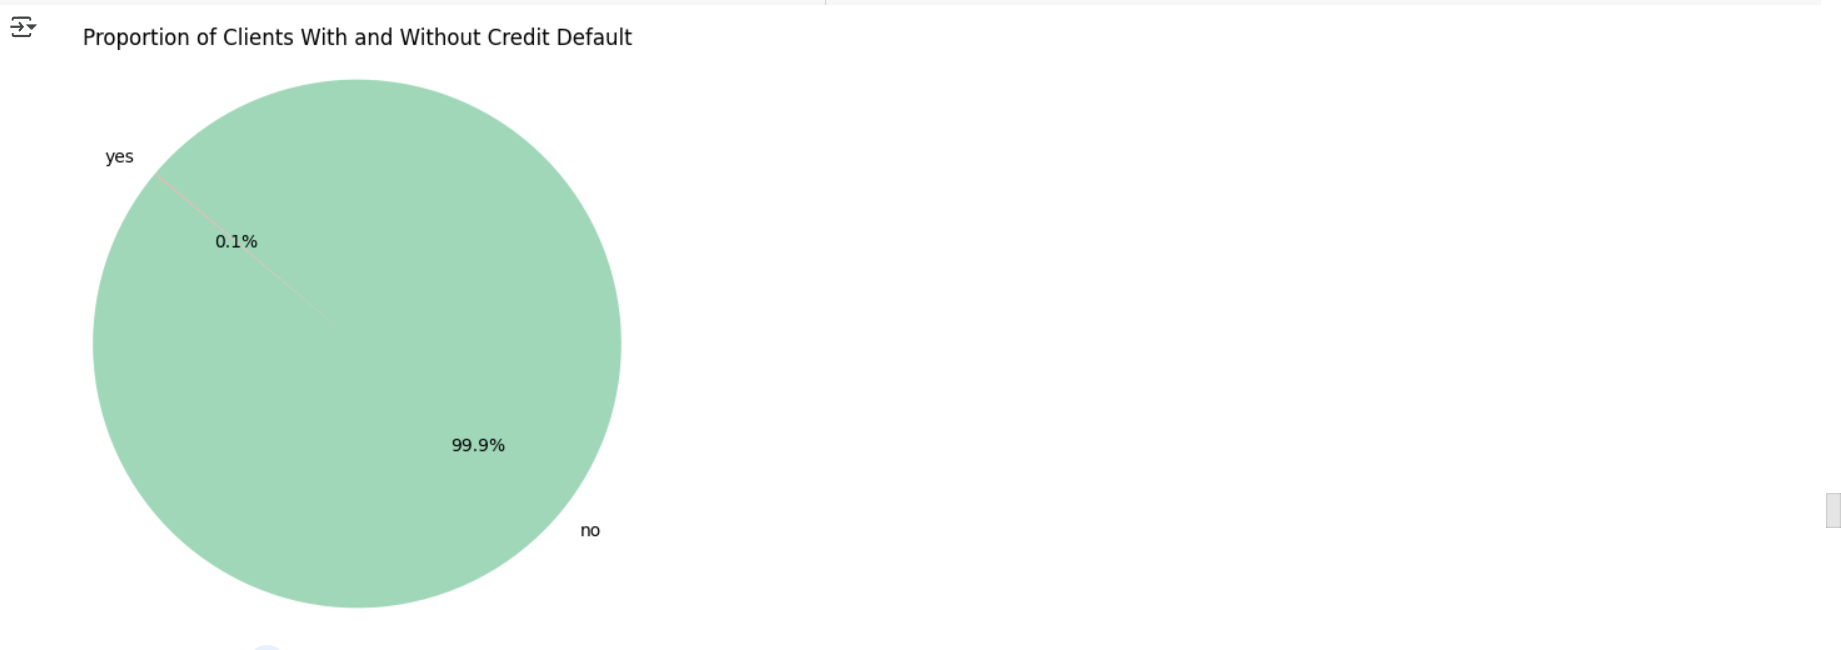 Proportion of Clients With and Without Credit Default
yes
0.1%
99.9%
no